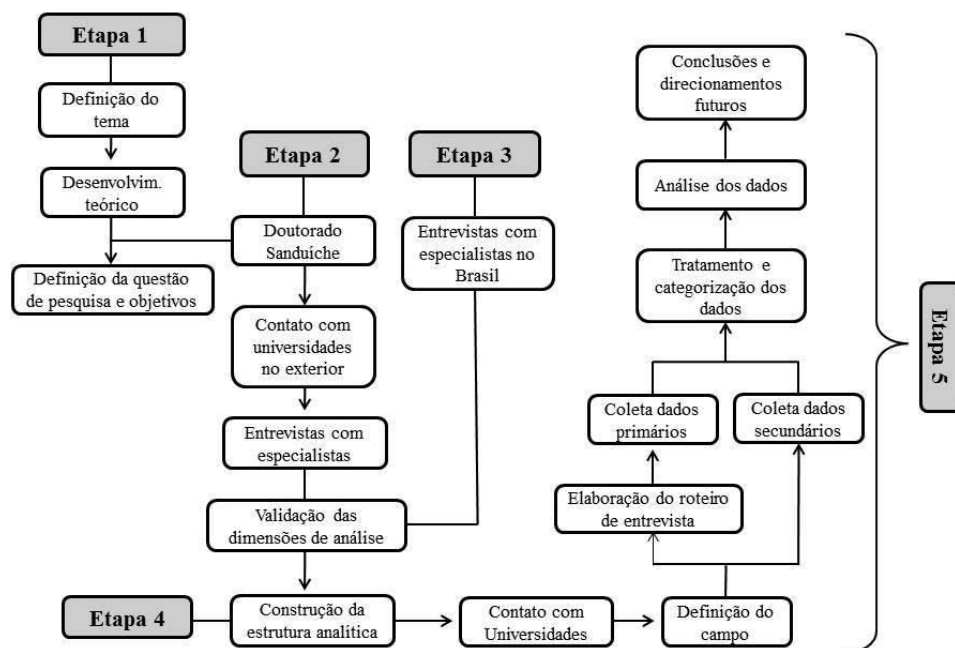 Etapa 1
Definição do
tema
Desenvolvim.
teórico
Definição da questão
de pesquisa e objetivos
Etapa 2
Doutorado
Sanduíche
Contato com
universidades
no exterior
Entrevistas com
especialistas
Validação das
dimensões de análise
Etapa 3
Entrevistas com
especialistas no
Brasil
Etapa 4
Construção da
estrutura analítica
Contato com
Universidades
Definição do
campo
Elaboração do roteiro
de entrevista
Coleta dados
primários
Coleta dados
secundários
Tratamento e
categorização dos
dados
Análise dos dados
Conclusões e
direcionamentos
futuros
Etapa 5